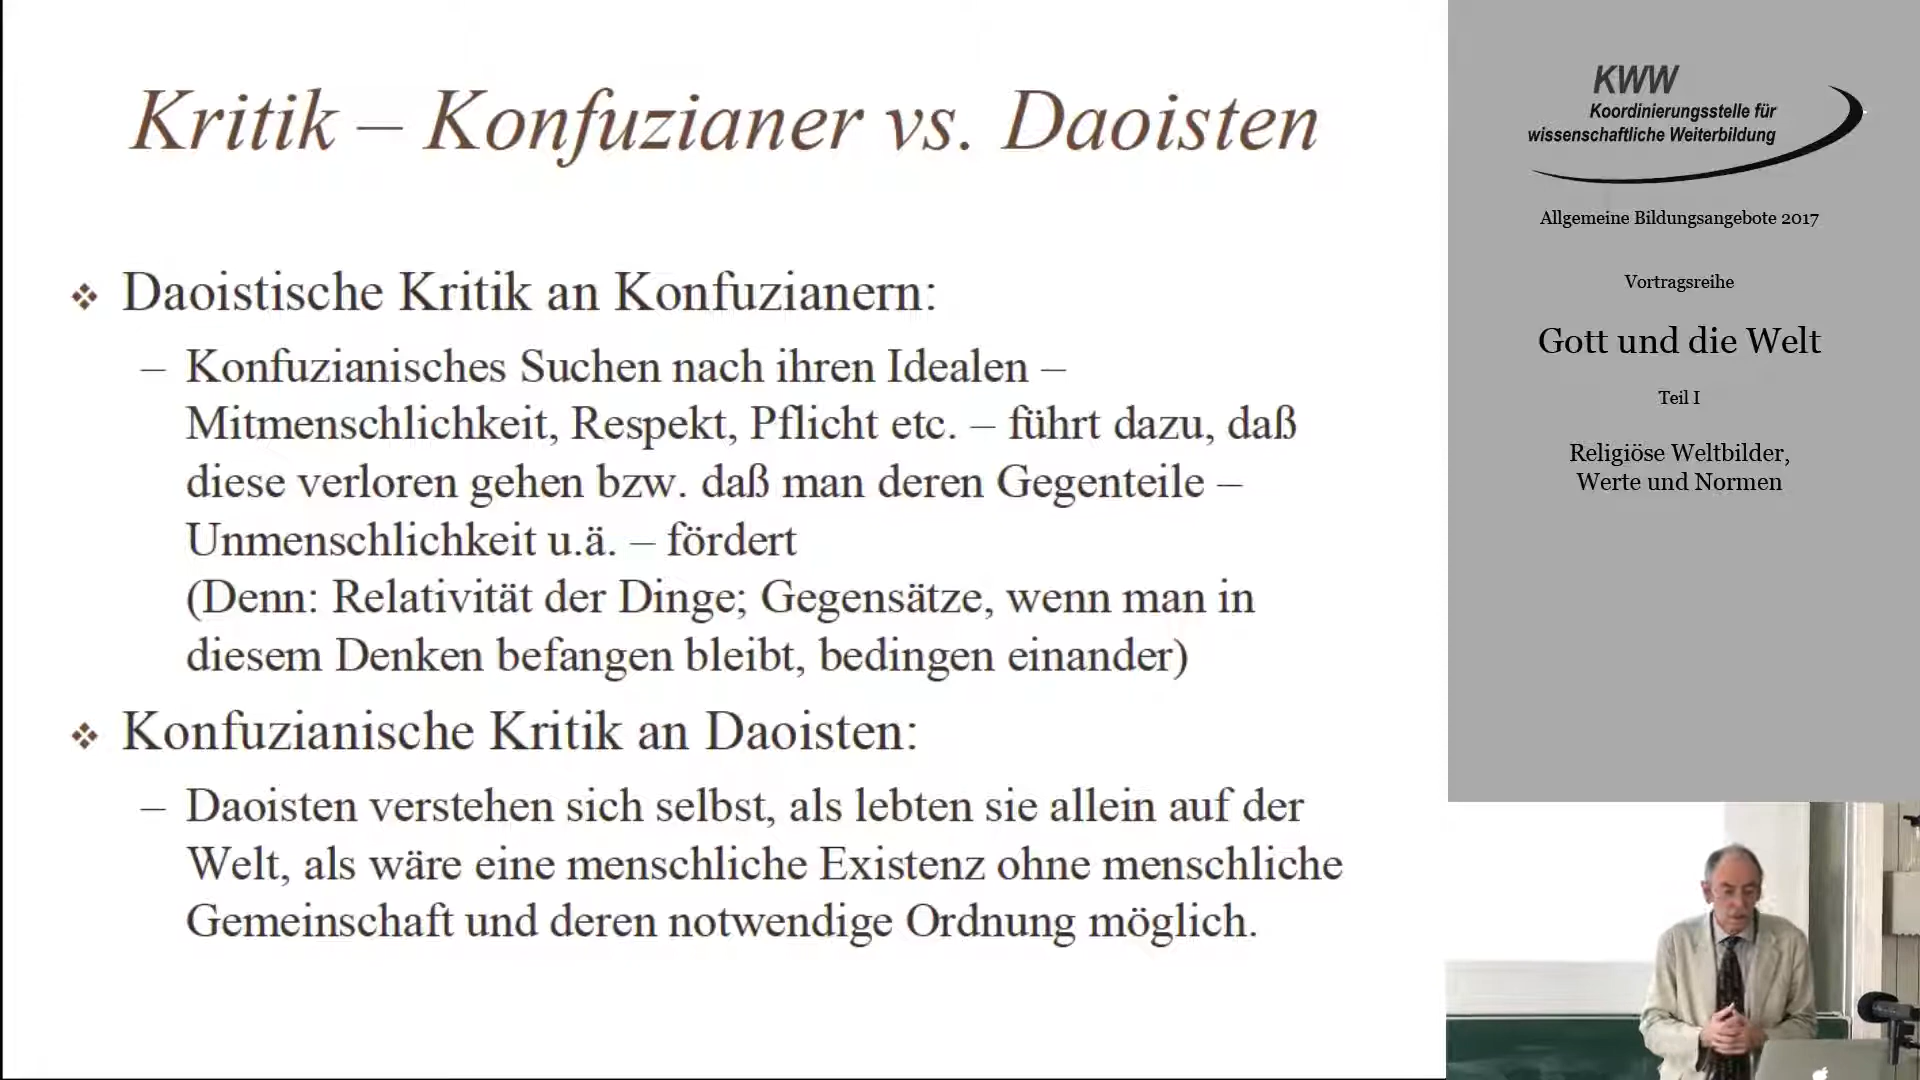 Kritik – Konfuzianer vs. Daoisten
Daoistische Kritik an Konfuzianern:
– Konfuzianisches Suchen nach ihren Idealen –
Mitmenschlichkeit, Respekt, Pflicht etc. – führt dazu, daß
diese verloren gehen bzw. daß man deren Gegenteile –
Unmenschlichkeit u.ä. – fördert
(Denn: Relativität der Dinge; Gegensätze, wenn man in
diesem Denken befangen bleibt, bedingen einander)
Konfuzianische Kritik an Daoisten:
– Daoisten verstehen sich selbst, als lebten sie allein auf der
Welt, als wäre eine menschliche Existenz ohne menschliche
Gemeinschaft und deren notwendige Ordnung möglich.
KWW
Koordinierungsstelle für
wissenschaftliche Weiterbildung
Allgemeine Bildungsangebote 2017
Vortragsreihe
Gott und die Welt
Teil I
Religiöse Weltbilder,
Werte und Normen